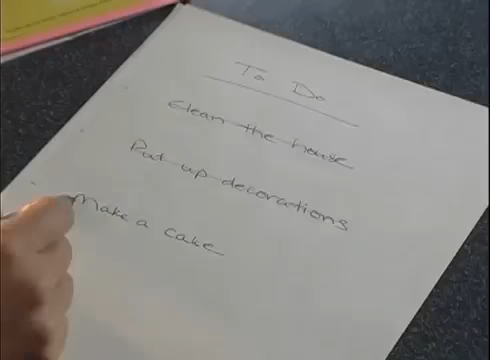 To Do
Clean the house
Put up decorations
Make a cake